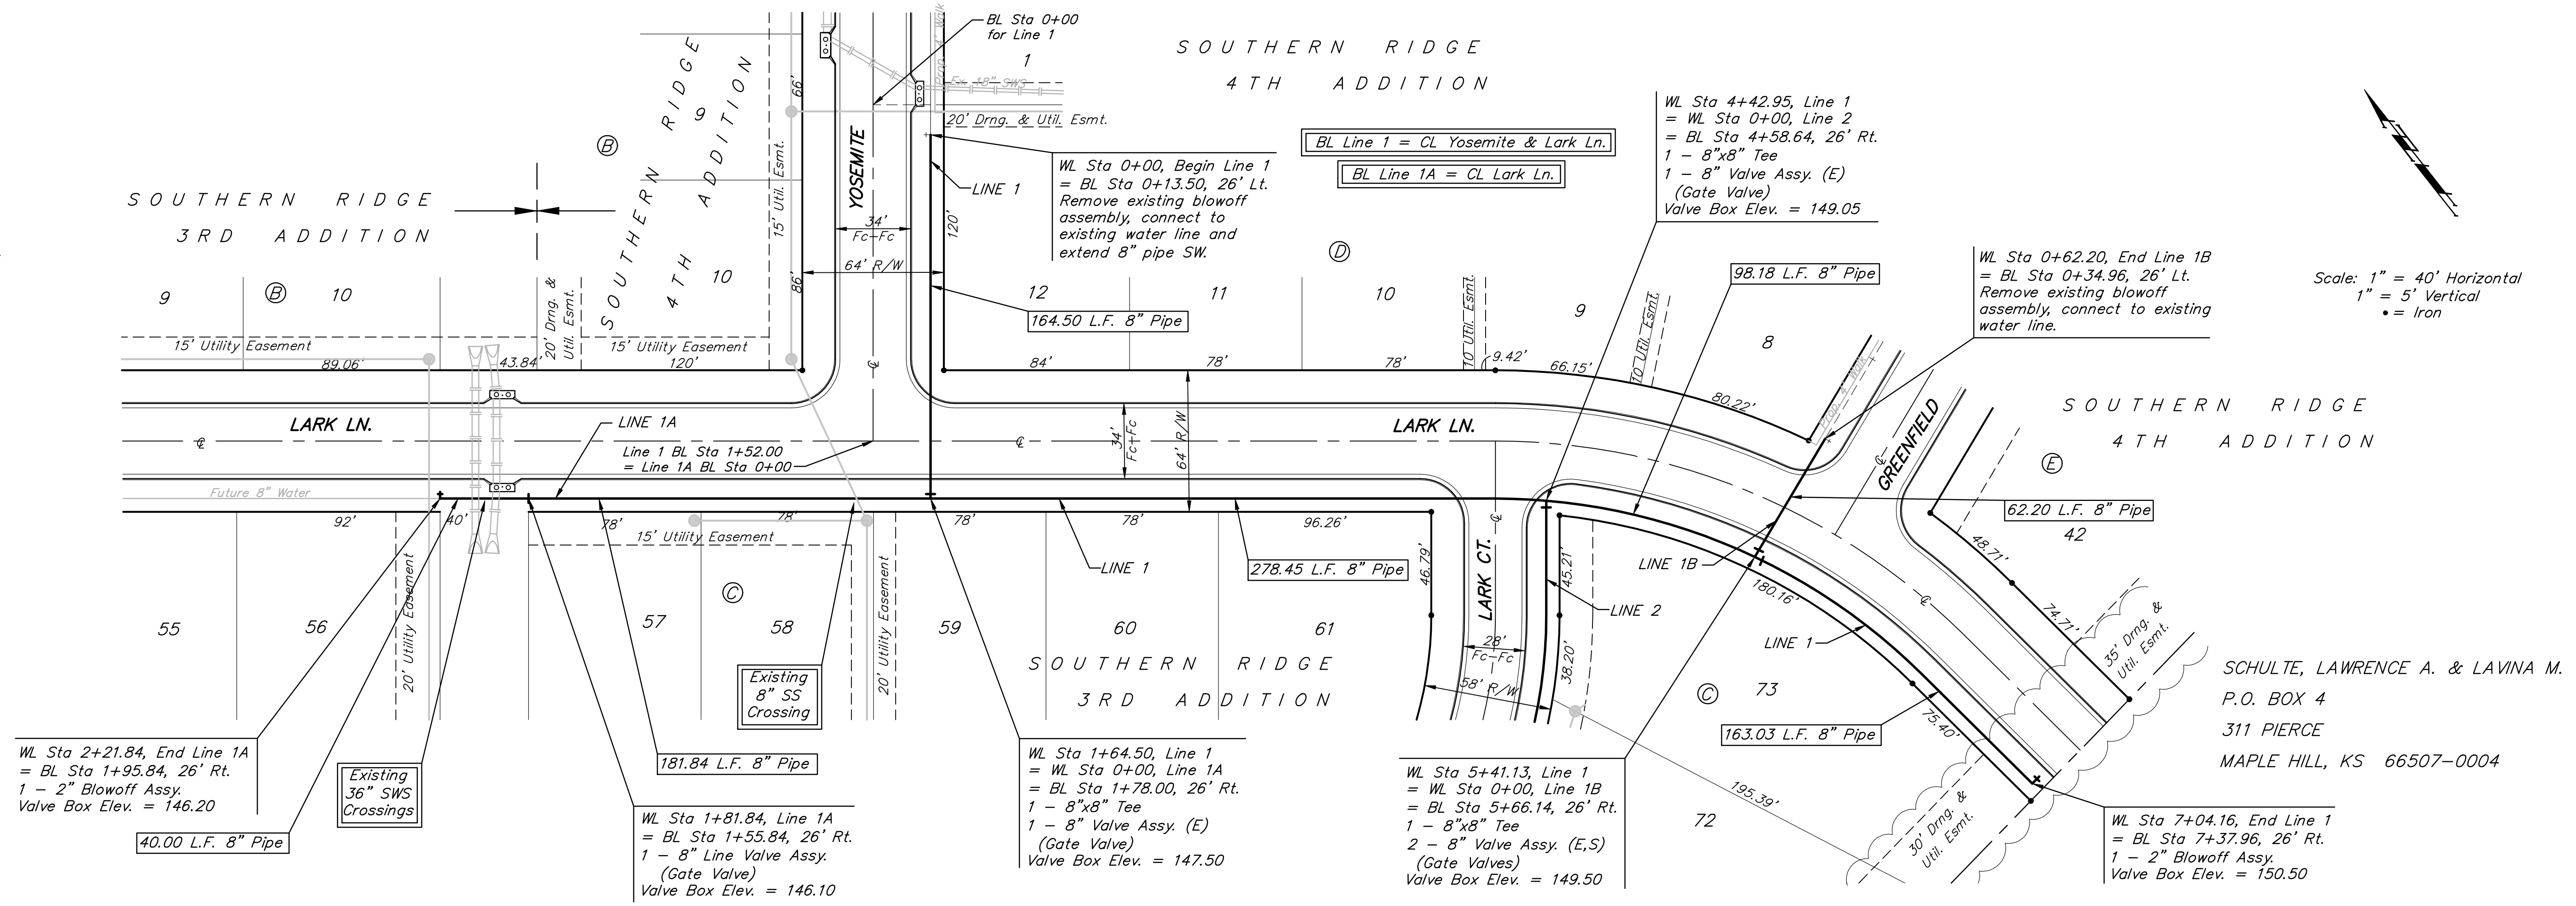 BL Sta 0+00
for Line 1
SOUTHERN RIDGE
4TH ADDITION
1
Ex. 18" SWS
20' Drng. & Util. Esmt.
BL Line 1 = CL Yosemite & Lark Ln.
BL Line 1A = CL Lark Ln.
WL Sta 4+42.95, Line 1
= WL Sta 0+00, Line 2
= BL Sta 4+58.64, 26' Rt.
1 - 8"x8" Tee
1 - 8" Valve Assy. (E)
(Gate Valve)
Valve Box Elev. = 149.05
WL Sta 0+00, Begin Line 1
= BL Sta 0+13.50, 26' Lt.
Remove existing blowoff
assembly, connect to
existing water line and
extend 8" pipe SW.
LINE 1
YOSEMITE
66'
86'
120'
34'
Fc-Fc
64' R/W
15' Util. Esmt.
SOUTHERN RIDGE
4TH ADDITION
9
10
B
SOUTHERN RIDGE
3RD ADDITION
9
B
10
20' Drng. &
Util. Esmt.
15' Utility Easement
15' Utility Easement
89.06'
43.84'
120'
D
12
11
10
9
8
164.50 L.F. 8" Pipe
98.18 L.F. 8" Pipe
WL Sta 0+62.20, End Line 1B
= BL Sta 0+34.96, 26' Lt.
Remove existing blowoff
assembly, connect to existing
water line.
Scale: 1" = 40' Horizontal
1" = 5' Vertical
• = Iron
84'
78'
78'
10' Util. Esmt.
9.42'
66.15'
10' Util. Esmt.
80.22'
Prop. 4' Walk
GREENFIELD
SOUTHERN RIDGE
4TH ADDITION
E
LARK LN.
LINE 1A
Line 1 BL Sta 1+52.00
= Line 1A BL Sta 0+00
34'
Fc-Fc
64' R/W
LARK LN.
Future 8" Water
92'
40'
78'
78'
78'
78'
96.26'
15' Utility Easement
20' Utility Easement
20' Utility Easement
C
55
56
57
58
59
60
61
LINE 1
278.45 L.F. 8" Pipe
SOUTHERN RIDGE
3RD ADDITION
46.79'
LARK CT.
45.21'
LINE 2
28'
Fc-Fc
58' R/W
38.20'
LINE 1B
180.16'
LINE 1
62.20 L.F. 8" Pipe
42
48.71'
74.71'
35' Drng. &
Util. Esmt.
C
73
163.03 L.F. 8" Pipe
75.40'
195.39'
72
30' Drng. &
Util. Esmt.
SCHULTE, LAWRENCE A. & LAVINA M.
P.O. BOX 4
311 PIERCE
MAPLE HILL, KS 66507-0004
Existing
8" SS
Crossing
Existing
36" SWS
Crossings
WL Sta 2+21.84, End Line 1A
= BL Sta 1+95.84, 26' Rt.
1 - 2" Blowoff Assy.
Valve Box Elev. = 146.20
40.00 L.F. 8" Pipe
181.84 L.F. 8" Pipe
WL Sta 1+81.84, Line 1A
= BL Sta 1+55.84, 26' Rt.
1 - 8" Line Valve Assy.
(Gate Valve)
Valve Box Elev. = 146.10
WL Sta 1+64.50, Line 1
= WL Sta 0+00, Line 1A
= BL Sta 1+78.00, 26' Rt.
1 - 8"x8" Tee
1 - 8" Valve Assy. (E)
(Gate Valve)
Valve Box Elev. = 147.50
WL Sta 5+41.13, Line 1
= WL Sta 0+00, Line 1B
= BL Sta 5+66.14, 26' Rt.
1 - 8"x8" Tee
2 - 8" Valve Assy. (E,S)
(Gate Valves)
Valve Box Elev. = 149.50
WL Sta 7+04.16, End Line 1
= BL Sta 7+37.96, 26' Rt.
1 - 2" Blowoff Assy.
Valve Box Elev. = 150.50